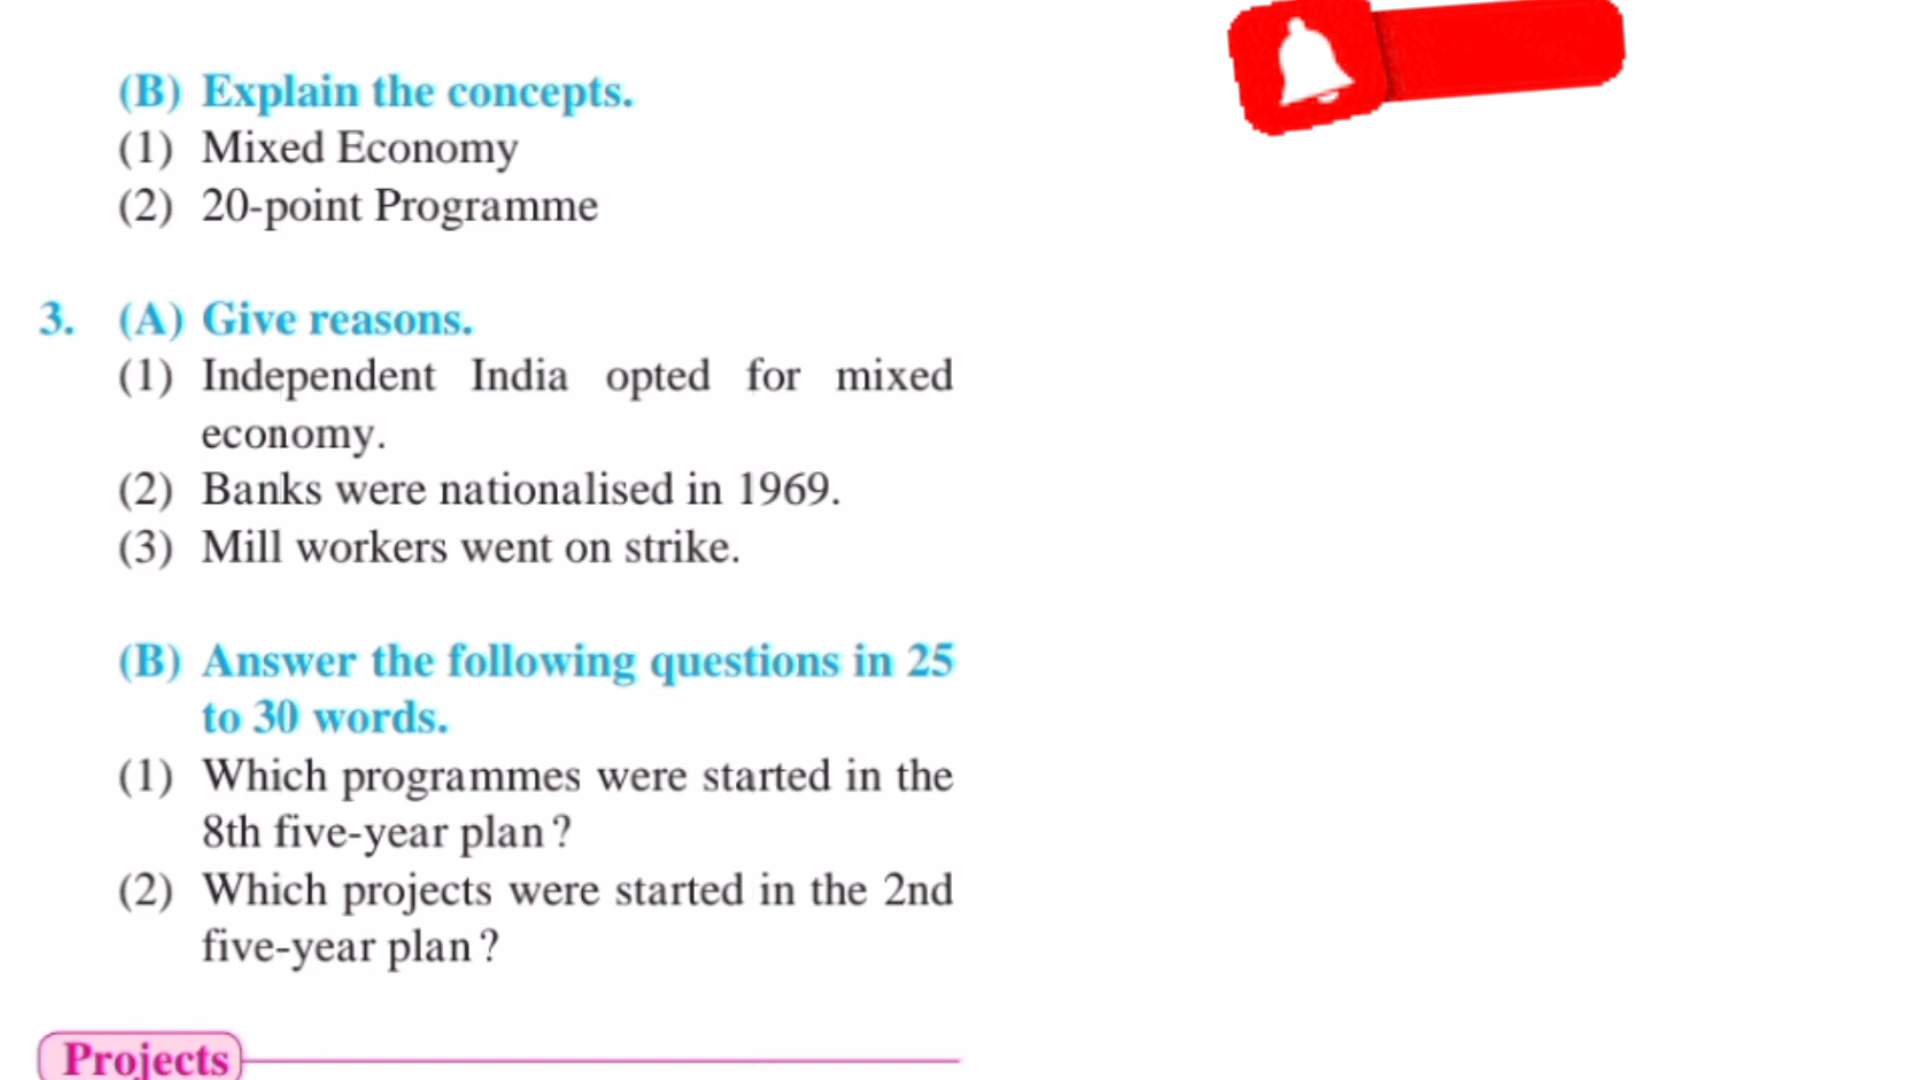 (B) Explain the concepts.
(1) Mixed Economy
(2) 20-point Programme
3. (A) Give reasons.
(1) Independent India opted for mixed
economy.
(2) Banks were nationalised in 1969.
(3) Mill workers went on strike.
(B) Answer the following questions in 25
to 30 words.
(1) Which programmes were started in the
8th five-year plan?
(2) Which projects were started in the 2nd
five-year plan?
Projects